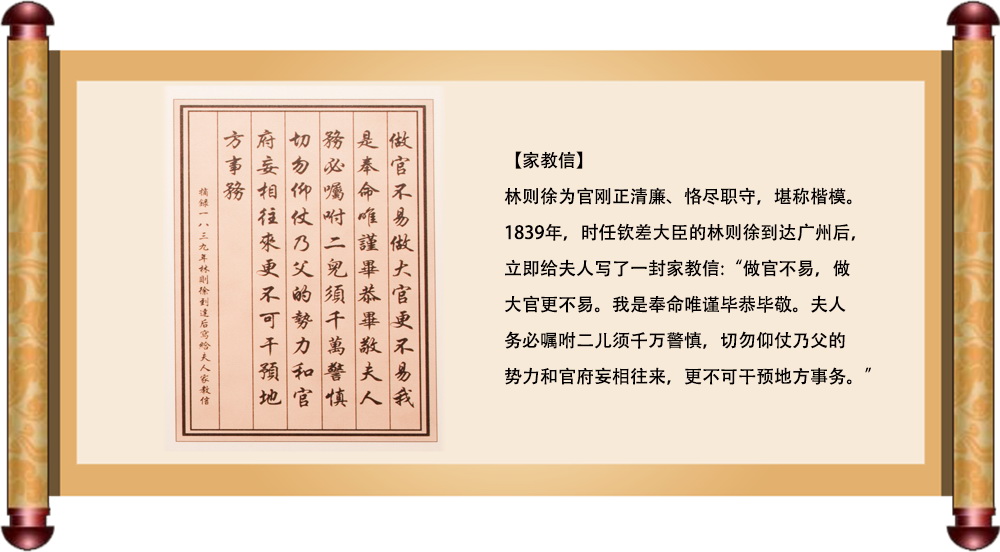 做官不易做大官更不易我
是奉命唯謹畢恭畢敬夫人
務必囑咐二兒須千萬警慎
切勿仰仗乃父的勢力和官
府妄相往來更不可干預地
方事務
摘錄一八三九年林則徐到達后寫給夫人家教信
【家教信】
林则徐为官刚正清廉、恪尽职守，堪称楷模。
1839年，时任钦差大臣的林则徐到达广州后，
立即给夫人写了一封家教信:“做官不易，做
大官更不易。我是奉命唯谨毕恭毕敬。夫人
务必嘱咐二儿须千万警慎，切勿仰仗乃父的
势力和官府妄相往来，更不可干预地方事务。”